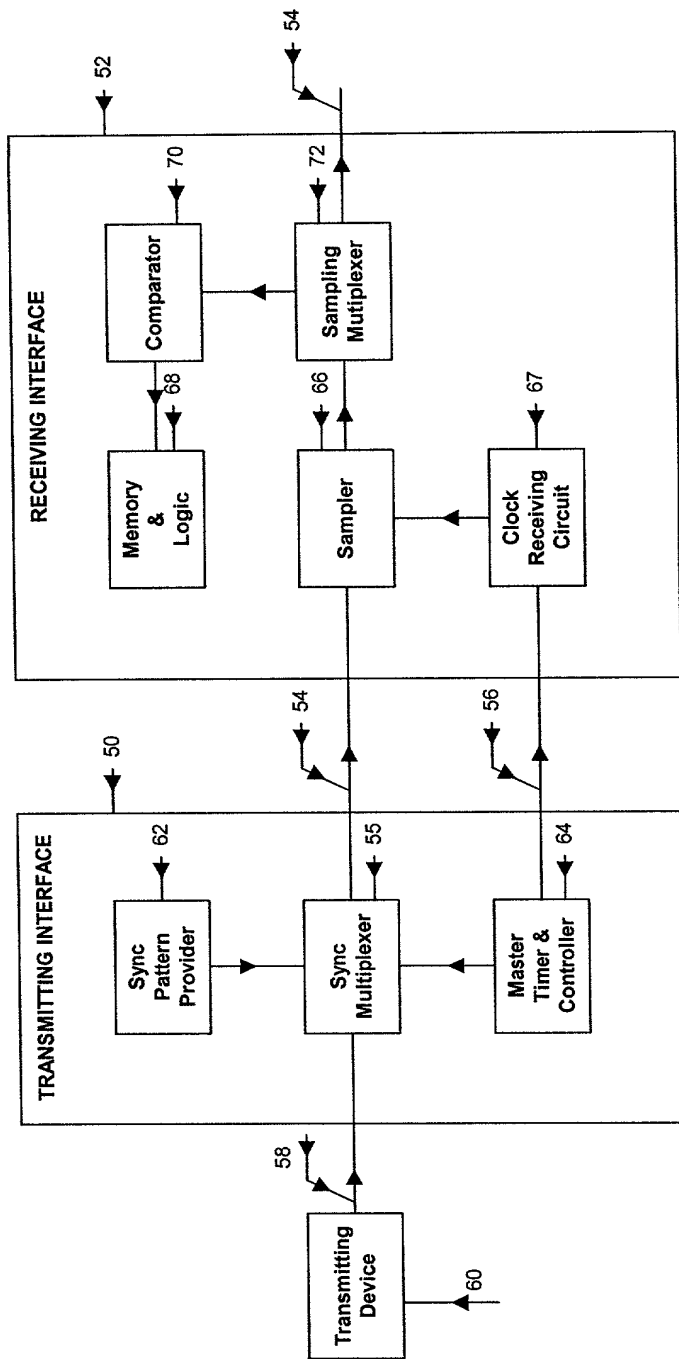 TRANSMITTING INTERFACE
RECEIVING INTERFACE
50
52
62
70
Sync
Pattern
Provider
Memory
&
Logic
68
Comparator
58
54
54
Transmitting
Device
60
Sync
Multiplexer
55
Sampler
66
Sampling
Mutiplexer
72
56
Master
Timer &
Controller
64
Clock
Receiving
Circuit
67